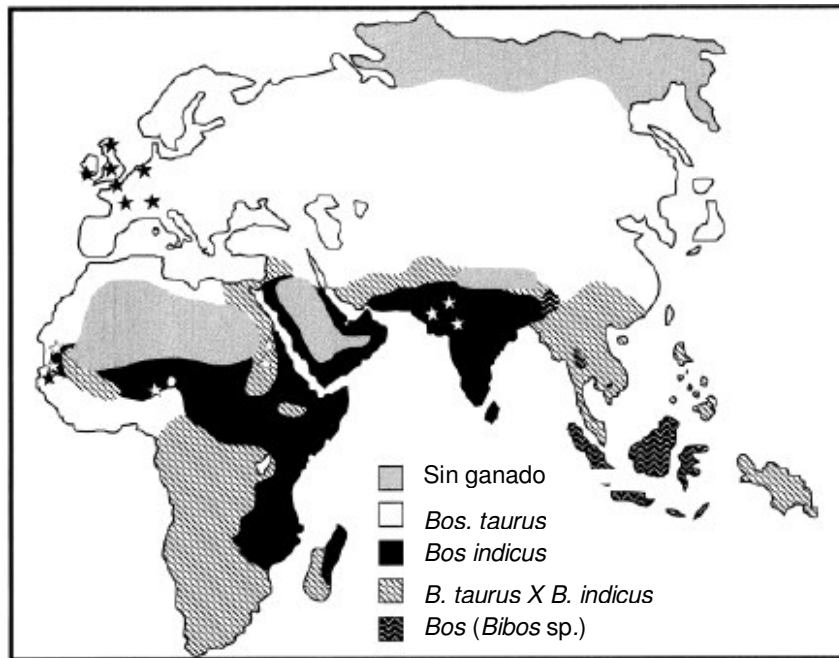 Sin ganado
Bos. taurus
Bos indicus
B. taurus X B. indicus
Bos (Bibos sp.)